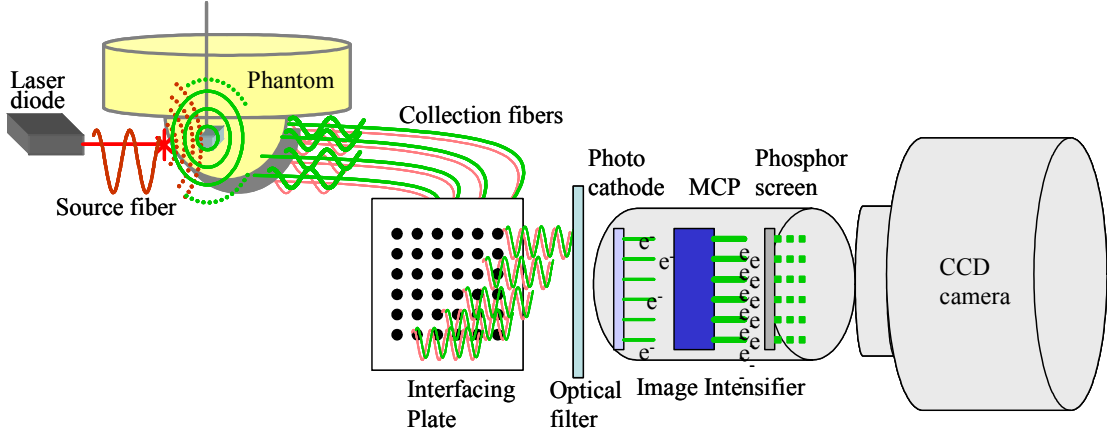 Laser
diode
Phantom
Collection fibers
Source fiber
Photo
cathode
MCP
Phosphor
screen
e-
e-
e-
e-
e
e
e
e
e
e
e
e
e
e
e-
e-
CCD
camera
Interfacing
Plate
Optical
filter
Image Intensifier